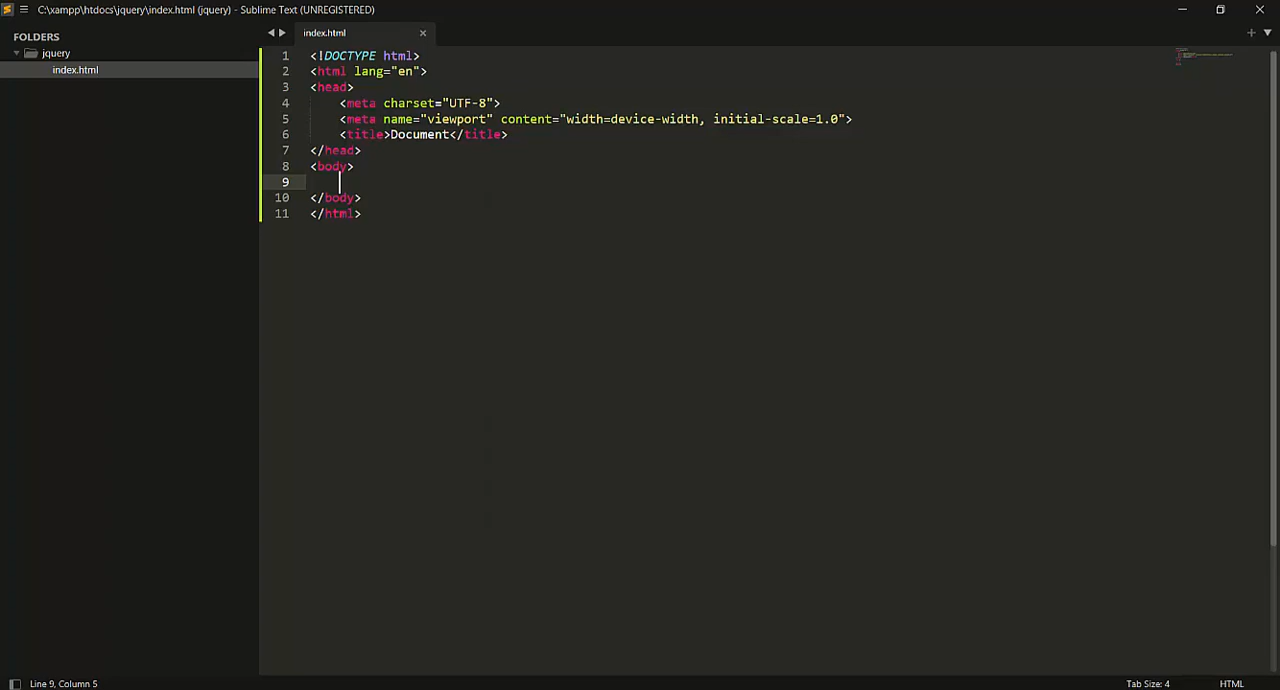 C:\xampp\htdocs\jquery\index.html (jquery) - Sublime Text (UNREGISTERED)
FOLDERS
jquery
index.html
index.html
1 <!DOCTYPE html>
2 <html lang="en">
3 <head>
4     <meta charset="UTF-8">
5     <meta name="viewport" content="width=device-width, initial-scale=1.0">
6     <title>Document</title>
7 </head>
8 <body>
9
10 </body>
11 </html>
Line 9, Column 5
Tab Size: 4
HTML